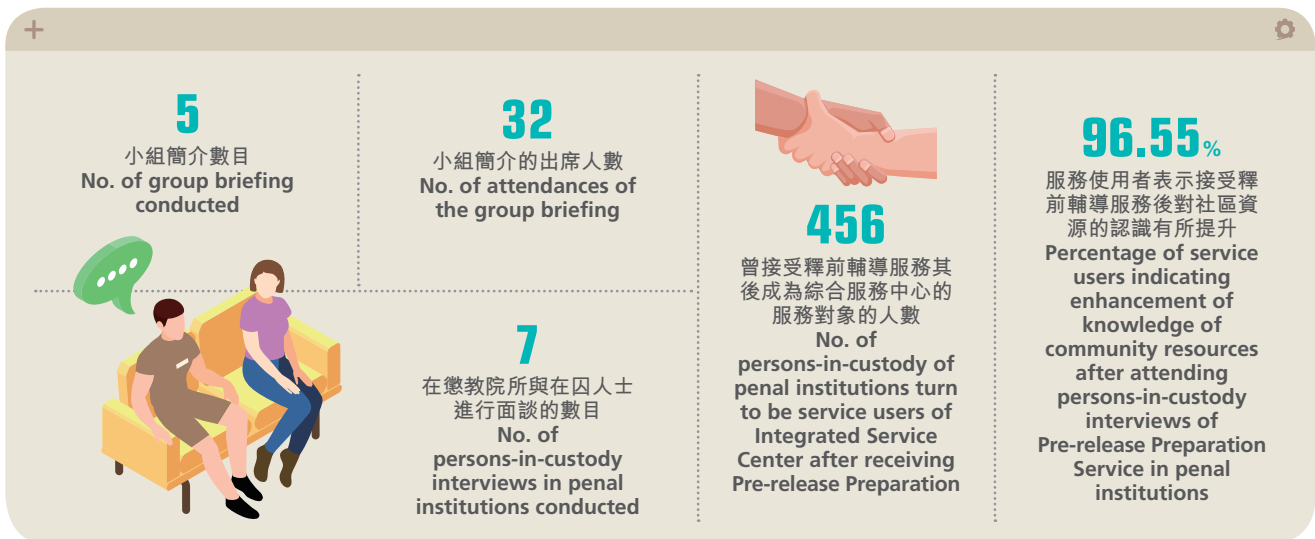 5
小組簡介數目
No. of group briefing
conducted
32
小組簡介的出席人數
No. of attendances of
the group briefing
7
在懲教院所與在囚人士
進行面談的數目
No. of
persons-in-custody
interviews in penal
institutions conducted
456
曾接受釋前輔導服務其
後成為綜合服務中心的
服務對象的人數
No. of
persons-in-custody of
penal institutions turn
to be service users of
Integrated Service
Center after receiving
Pre-release Preparation
96.55%
服務使用者表示接受釋
前輔導服務後對社區資
源的認識有所提升
Percentage of service
users indicating
enhancement of
knowledge of
community resources
after attending
persons-in-custody
interviews of
Pre-release Preparation
Service in penal
institutions